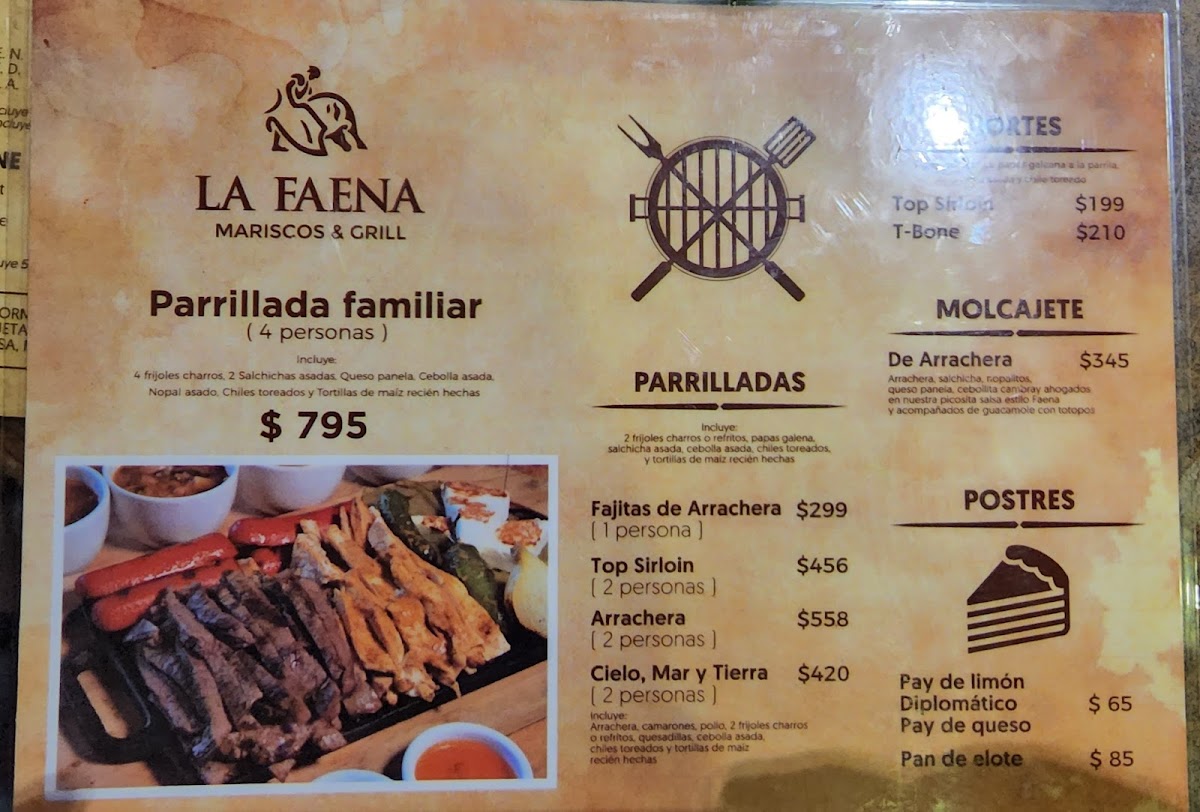 LA FAENA
MARISCOS & GRILL
Parrillada familiar
( 4 personas )
Incluye:
4 frijoles charros, 2 Salchichas asadas, Queso panela, Cebolla asada,
Nopal asado, Chiles toreados y Tortillas de maíz recién hechas
$ 795
PARRILLADAS
Incluye:
2 frijoles charros o refritos, papas galena,
salchicha asada, cebolla asada, chiles toreados,
y tortillas de maíz recién hechas
Fajitas de Arrachera $299
( 1 persona )
Top Sirloin $456
( 2 personas )
Arrachera $558
( 2 personas )
Cielo, Mar y Tierra $420
( 2 personas )
Incluye:
Arrachera, camarones, pollo, 2 frijoles charros
o refritos, quesadillas, cebolla asada,
chiles toreados y tortillas de maíz
recién hechas
CORTES
a la parrilla,
y chile toreado
Top Sirloin $199
T-Bone $210
MOLCAJETE
De Arrachera $345
Arrachera, salchicha, nopalitos,
queso panela, cebollita cambray ahogados
en nuestra picosita salsa estilo Faena
y acompañados de guacamole con totopos
POSTRES
Pay de limón
Diplomático $ 65
Pay de queso
Pan de elote $ 85